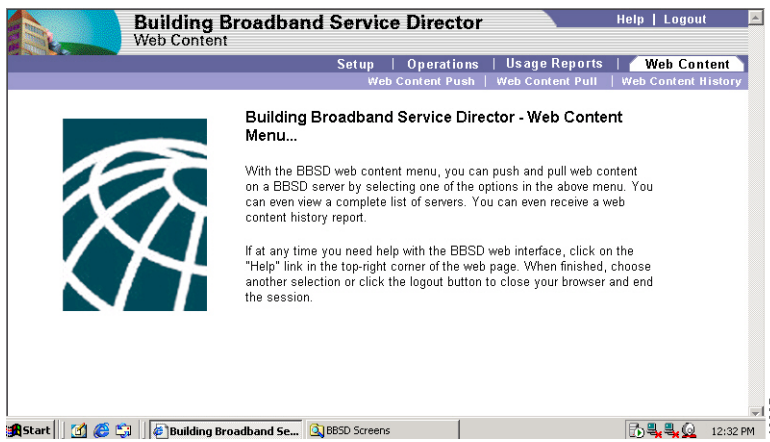 Building Broadband Service Director
Help | Logout
Web Content
Setup | Operations | Usage Reports | Web Content
Web Content Push | Web Content Pull | Web Content History
Building Broadband Service Director - Web Content
Menu...
With the BBSD web content menu, you can push and pull web content
on a BBSD server by selecting one of the options in the above menu. You
can even view a complete list of servers. You can even receive a web
content history report.
If at any time you need help with the BBSD web interface, click on the
"Help" link in the top-right corner of the web page. When finished, choose
another selection or click the logout button to close your browser and end
the session.
Start
Building Broadband Se...
BBSD Screens
12:32 PM